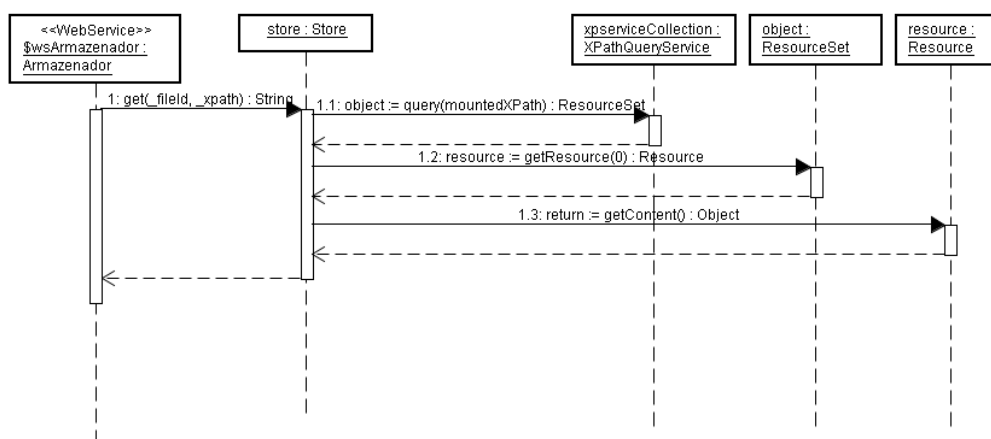 <<WebService>>
$wsArmazenador :
Armazenador
store : Store
xpserviceCollection :
XPathQueryService
object :
ResourceSet
resource :
Resource
1: get(_fileId, _xpath) : String
1.1: object := query(mountedXPath) : ResourceSet
1.2: resource := getResource(0) : Resource
1.3: return := getContent() : Object